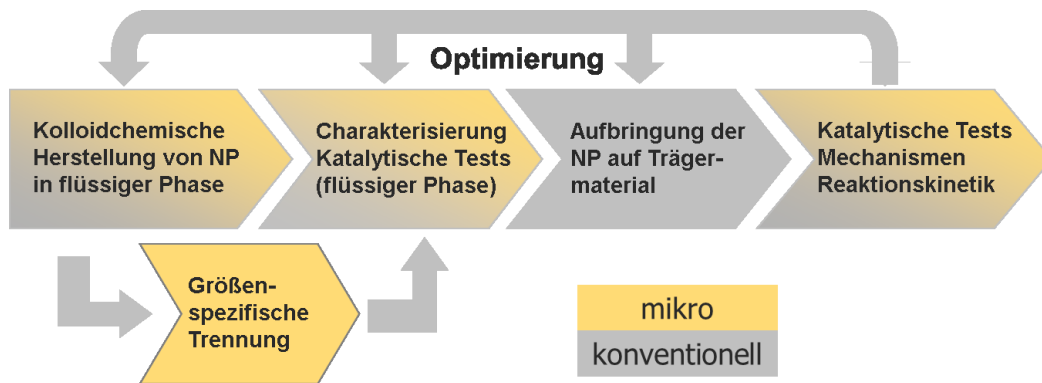 Optimierung
Kolloidchemische
Herstellung von NP
in flüssiger Phase
Charakterisierung
Katalytische Tests
(flüssiger Phase)
Aufbringung der
NP auf Träger-
material
Katalytische Tests
Mechanismen
Reaktionskinetik
Größen-
spezifische
Trennung
mikro
konventionell